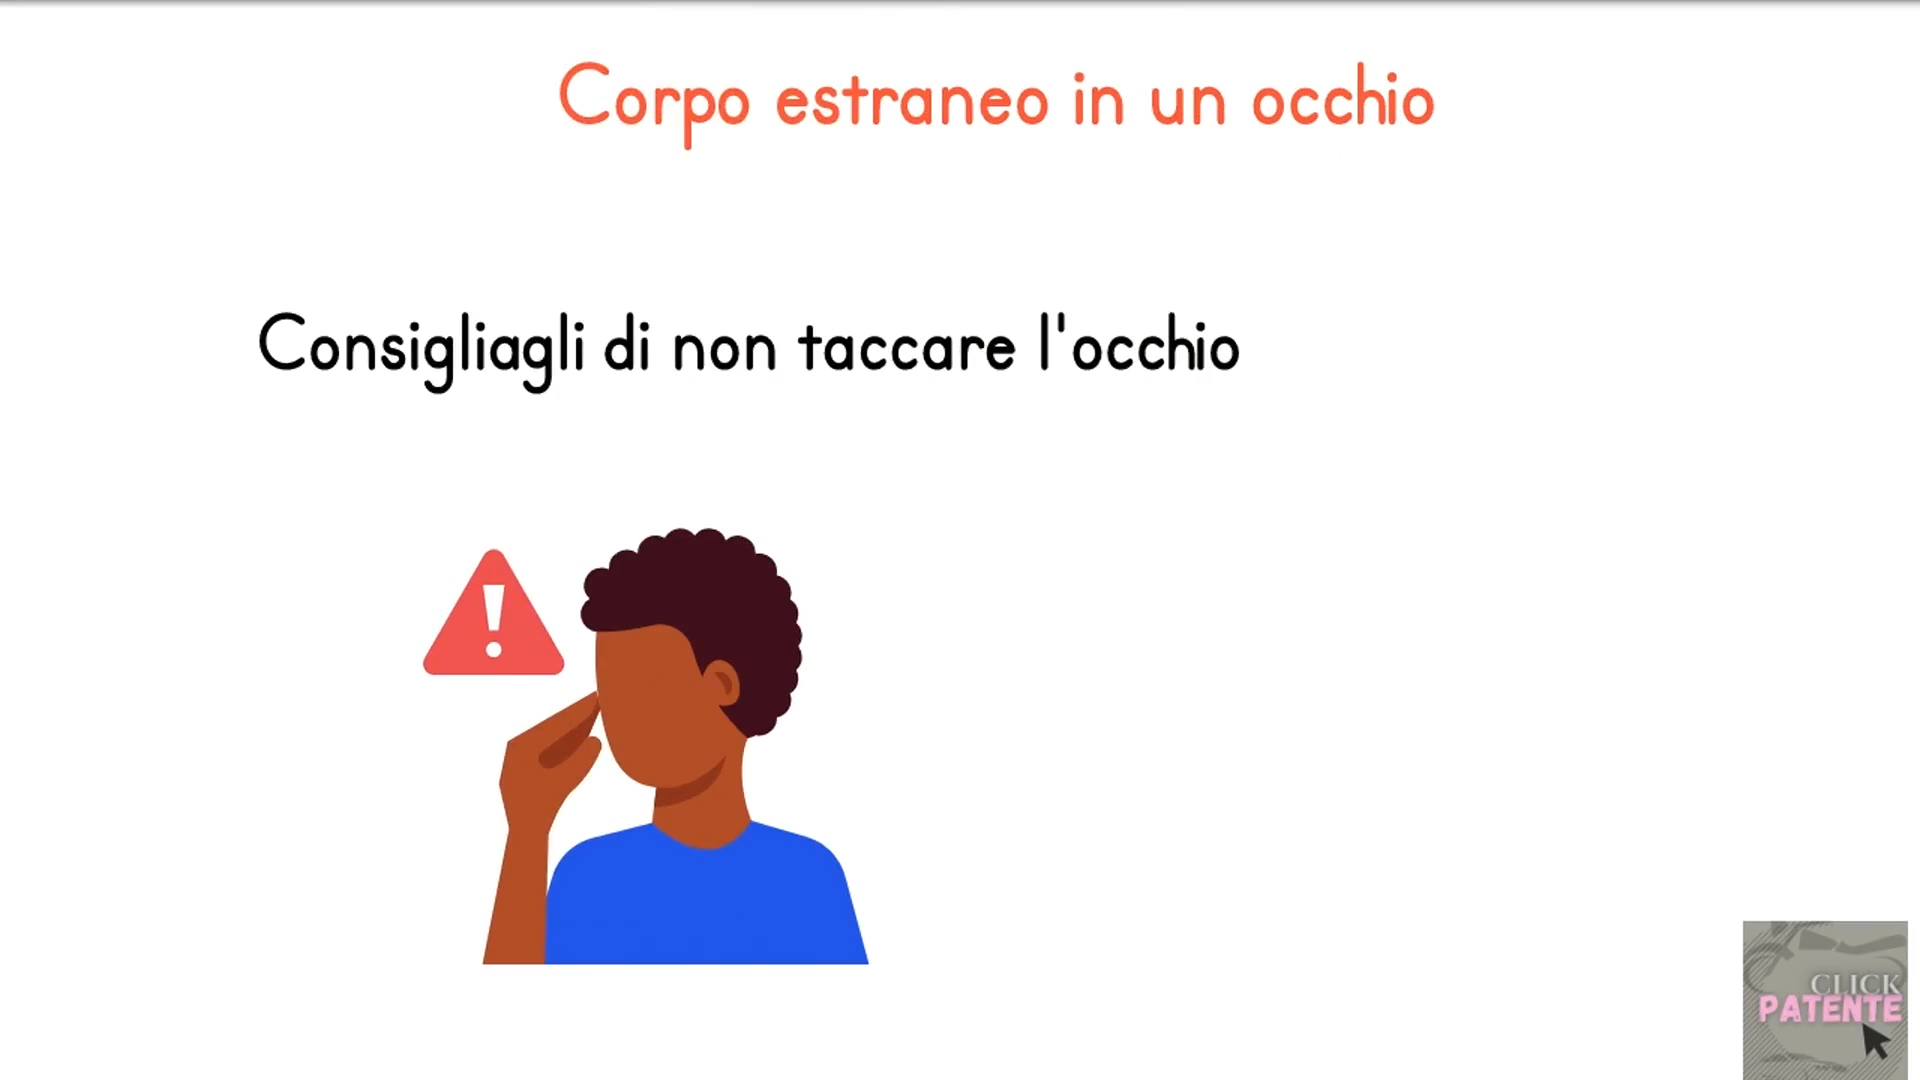 Corpo estraneo in un occhio
Consigliagli di non taccare l'occhio
CLICK
PATENTE